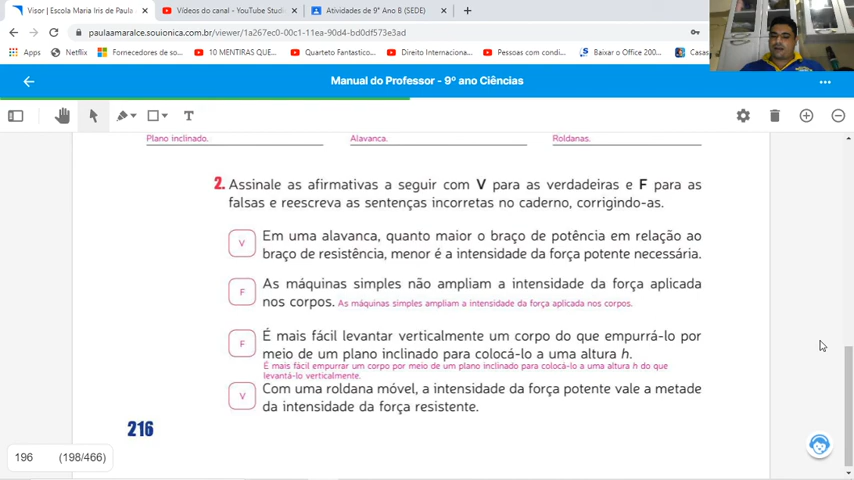 Visor | Escola Maria Iris de Paula
Vídeos do canal - YouTube Studi
Atividades de 9° Ano B (SEDE)
paulaamaralce.souionica.com.br/viewer/1a267ec0-00c1-11ea-90d4-bd0df573e3ad
Apps
Netflix
Fornecedores de so...
10 MENTIRAS QUE...
Quarteto Fantastico...
Direito Internacional...
Pessoas com condi...
Baixar o Office 200...
Casas
Manual do Professor - 9º ano Ciências
Plano inclinado.
Alavanca.
Roldanas.
2. Assinale as afirmativas a seguir com V para as verdadeiras e F para as
falsas e reescreva as sentenças incorretas no caderno, corrigindo-as.
V Em uma alavanca, quanto maior o braço de potência em relação ao
braço de resistência, menor é a intensidade da força potente necessária.
F As máquinas simples não ampliam a intensidade da força aplicada
nos corpos. As máquinas simples ampliam a intensidade da força aplicada nos corpos.
F É mais fácil levantar verticalmente um corpo do que empurrá-lo por
meio de um plano inclinado para colocá-lo a uma altura h.
É mais fácil empurrar um corpo por meio de um plano inclinado para colocá-lo a uma altura h do que
levantá-lo verticalmente.
V Com uma roldana móvel, a intensidade da força potente vale a metade
da intensidade da força resistente.
216
196 (198/466)